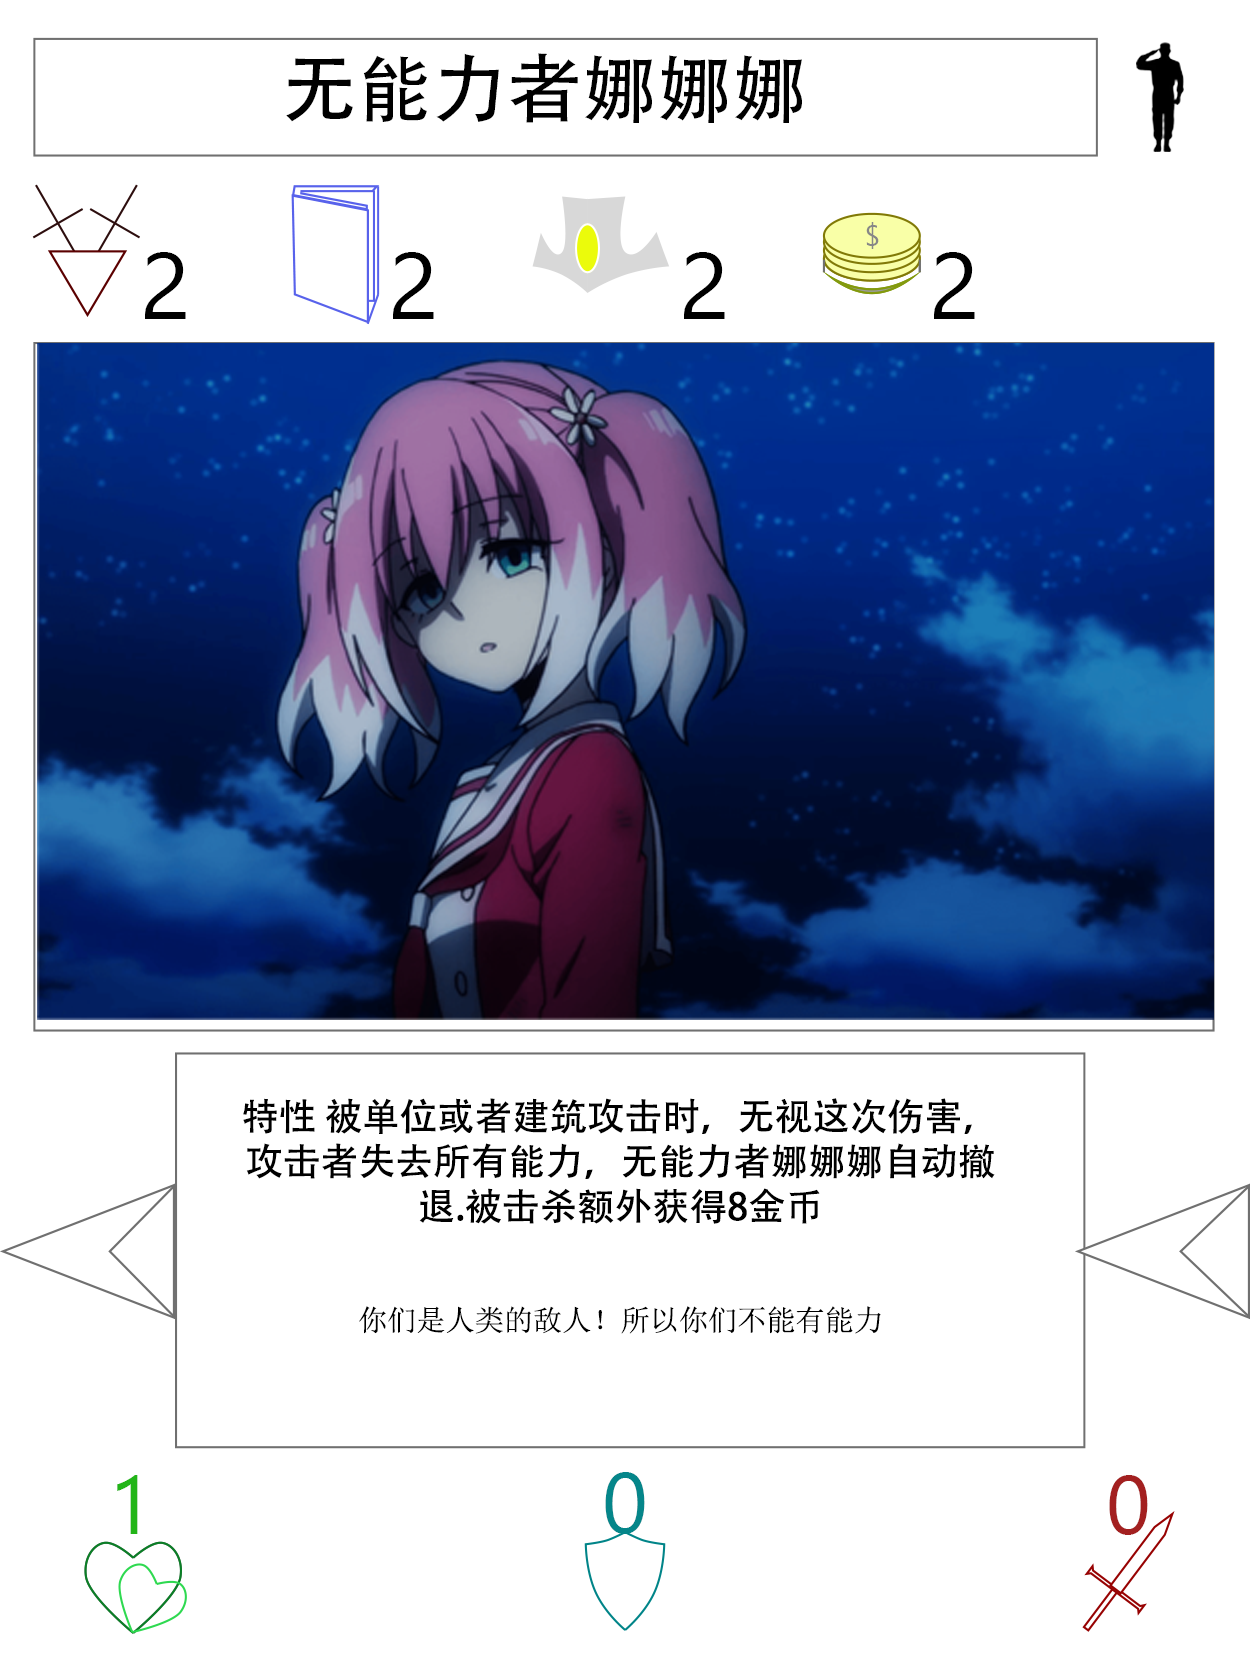 无能力者娜娜娜
2 2 2 $ 2
特性 被单位或者建筑攻击时，无视这次伤害，
攻击者失去所有能力，无能力者娜娜娜自动撤
退.被击杀额外获得8金币
你们是人类的敌人！所以你们不能有能力
1 0 0